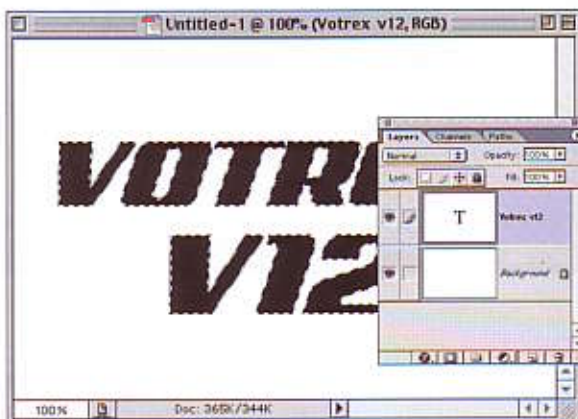 Untitled-1 @ 100% (Votrex v12, RGB)
VOTR
V12
Layers Channels Paths
Normal Opacity: 100%
Lock: Fill: 100%
T Votrex v12
Background
100% Doc: 365K/344K